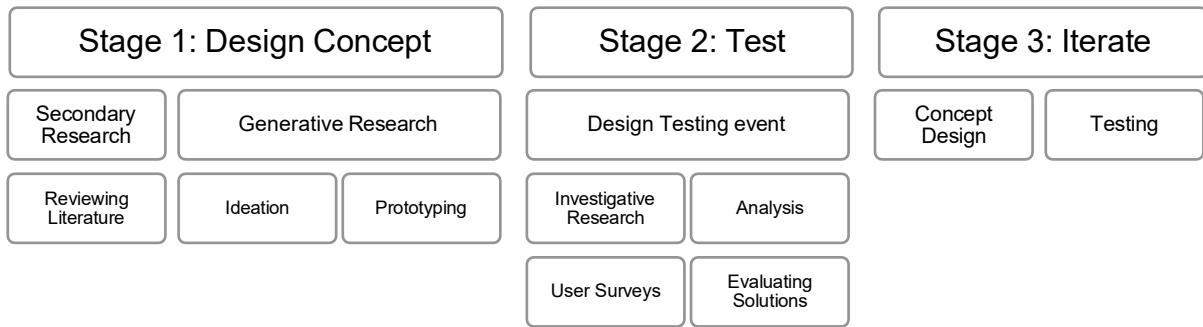 Stage 1: Design Concept
Stage 2: Test
Stage 3: Iterate
Secondary
Research
Generative Research
Design Testing event
Concept
Design
Testing
Reviewing
Literature
Ideation
Prototyping
Investigative
Research
Analysis
User Surveys
Evaluating
Solutions